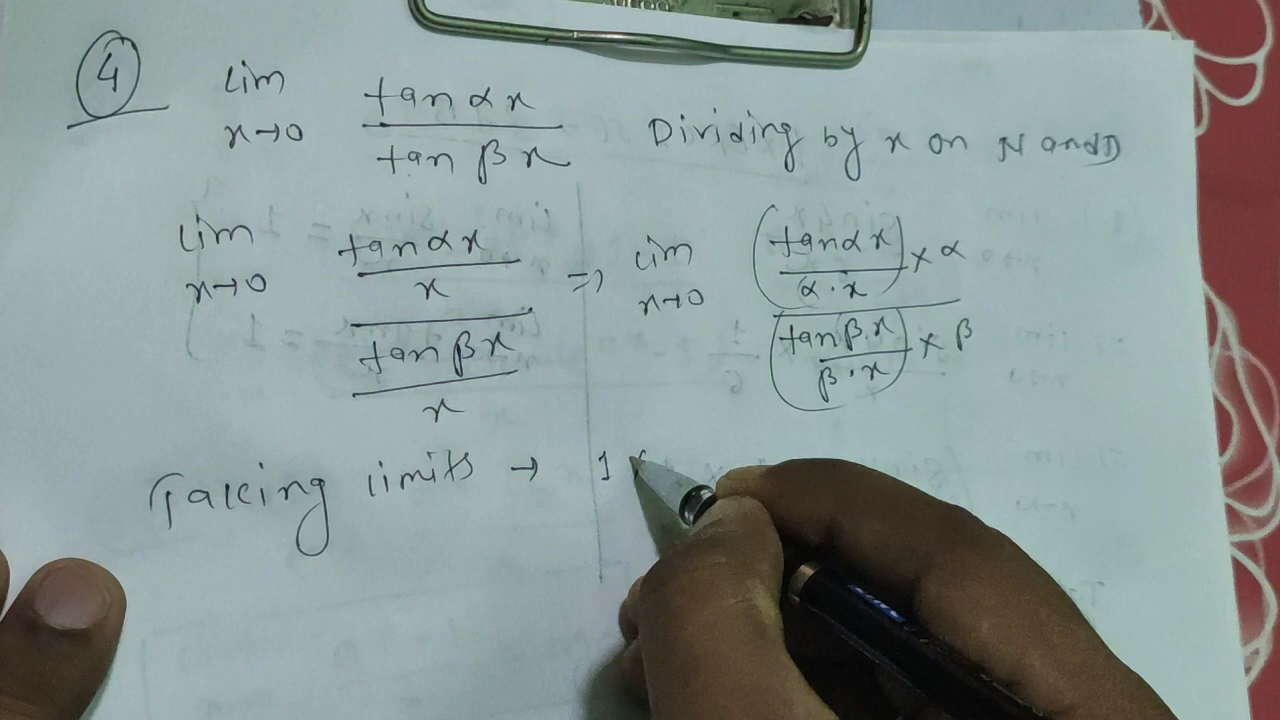 4
lim x→0 tan αx / tan βx Dividing by x on N and D
lim x→0 (tan αx / x) / (tan βx / x) => lim x→0 ((tan αx / α·x) × α) / ((tan βx / β·x) × β)
Taking limits → 1 ×